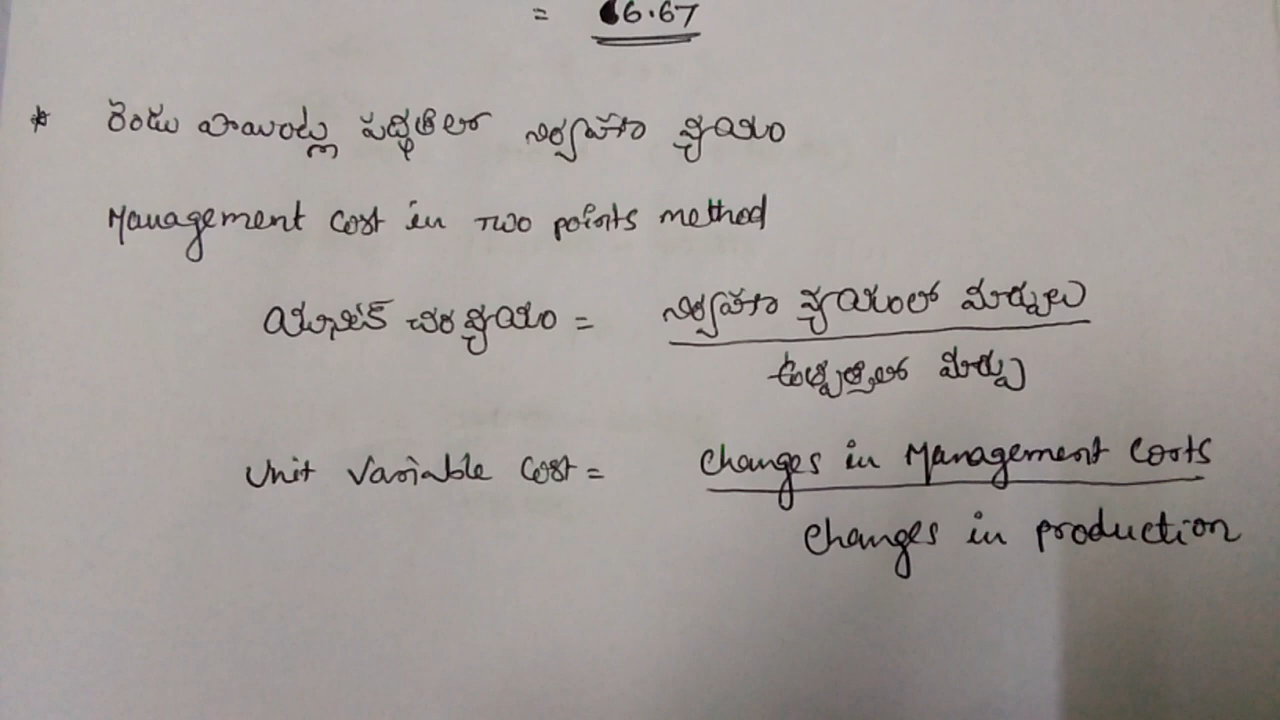 = 6.67
* రెండు పాయింట్ల పద్ధతిలో నిర్వహణ వ్యయం
Management cost in Two points method
యూనిట్ చర వ్యయం = నిర్వహణ వ్యయంలో మార్పులు
ఉత్పత్తిలో మార్పు
Unit Variable cost = changes in Management costs
changes in production